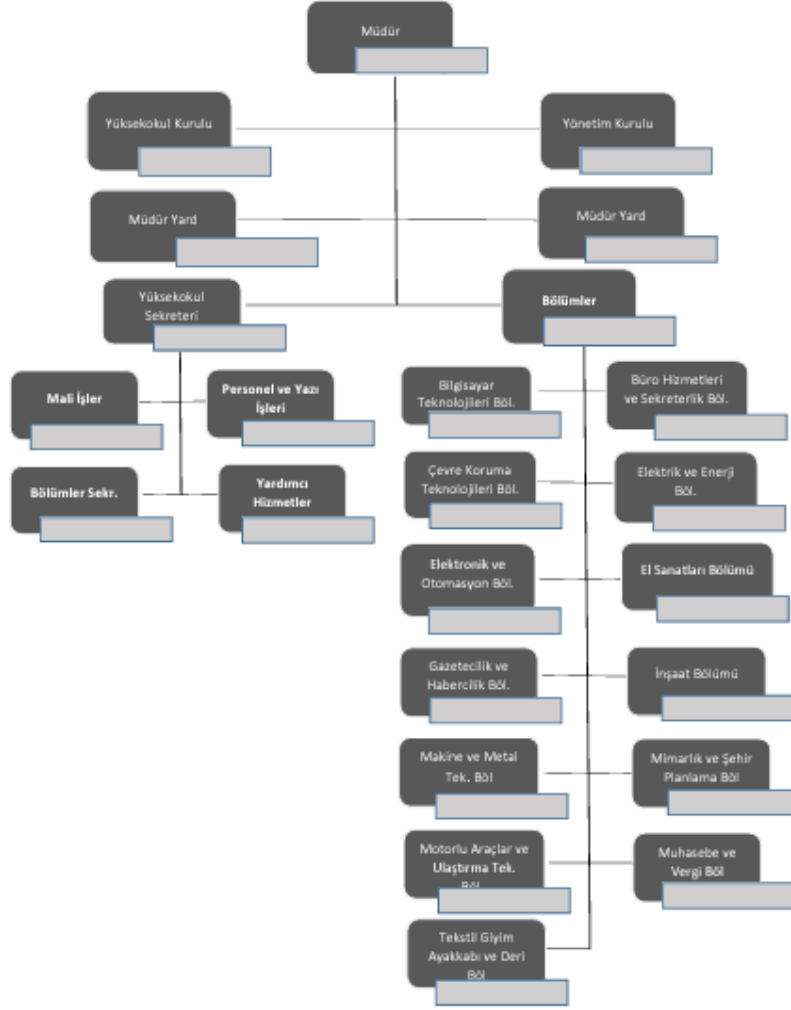 Müdür
Yüksekokul Kurulu
Yönetim Kurulu
Müdür Yard
Müdür Yard
Yüksekokul
Sekreteri
Bölümler
Mali İşler
Personel ve Yazı
İşleri
Bölümler Sekr.
Yardımcı
Hizmetler
Bilgisayar
Teknolojileri Böl.
Büro Hizmetleri
ve Sekreterlik Böl.
Çevre Koruma
Teknolojileri Böl.
Elektrik ve Enerji
Böl.
Elektronik ve
Otomasyon Böl.
El Sanatları Bölümü
Gazetecilik ve
Habercilik Böl.
İnşaat Bölümü
Makine ve Metal
Tek. Böl
Mimarlık ve Şehir
Planlama Böl
Motorlu Araçlar ve
Ulaştırma Tek.
Böl
Muhasebe ve
Vergi Böl
Tekstil Giyim
Ayakkabı ve Deri
Böl